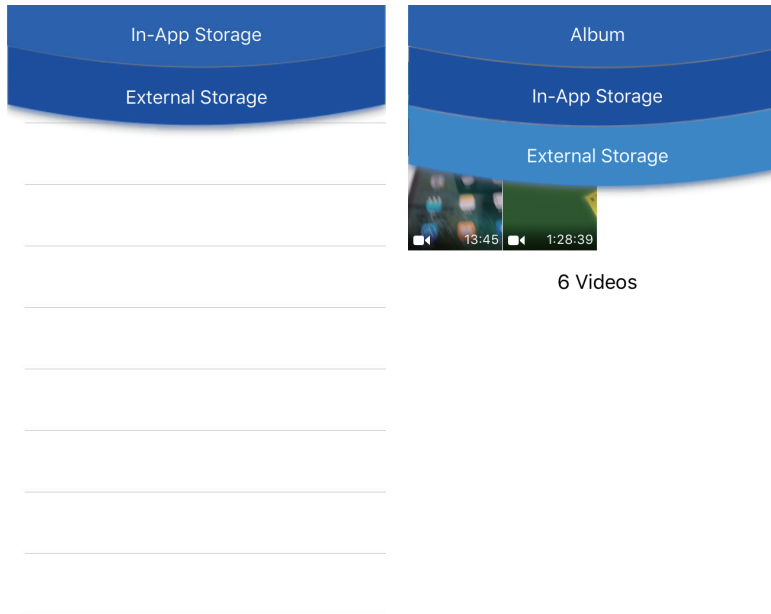 In-App Storage
External Storage
Album
In-App Storage
External Storage
13:45
1:28:39
6 Videos